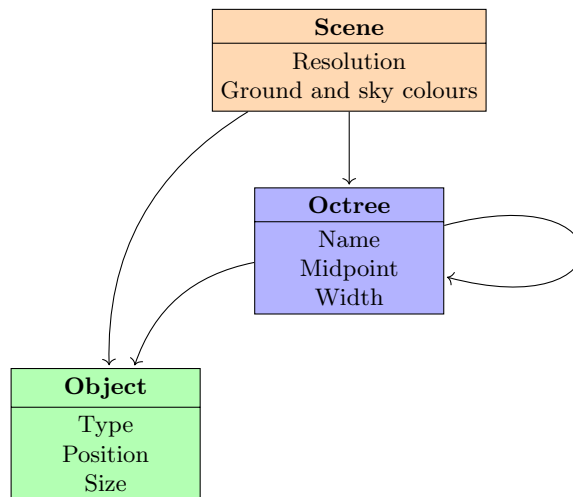 Scene
Resolution
Ground and sky colours
Octree
Name
Midpoint
Width
Object
Type
Position
Size